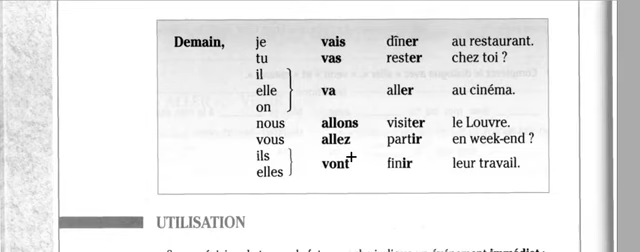 Demain, je vais dîner au restaurant.
tu vas rester chez toi ?
il
elle va aller au cinéma.
on
nous allons visiter le Louvre.
vous allez partir en week-end ?
ils
vont finir leur travail.
elles
UTILISATION